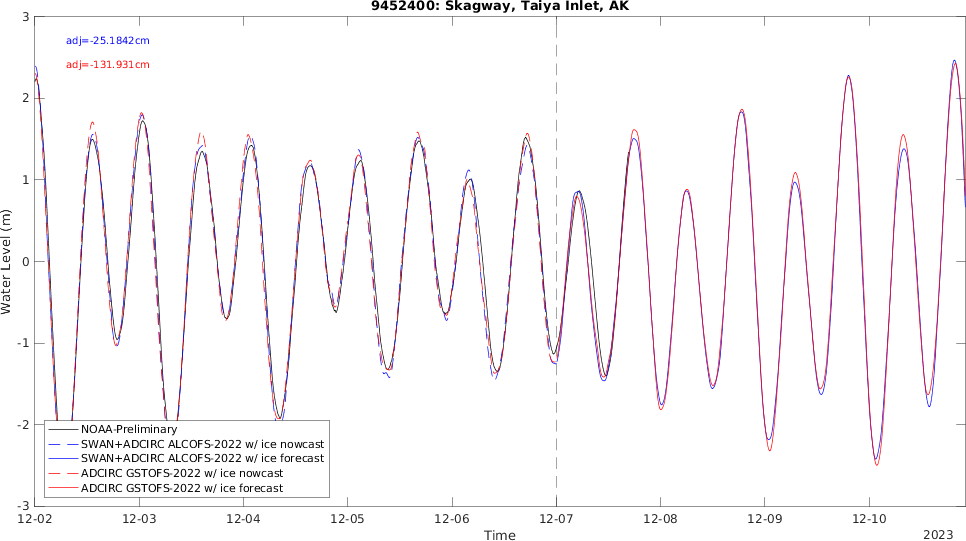 9452400: Skagway, Taiya Inlet, AK
3
adj=-25.1842cm
adj=-131.931cm
2
1
0
-1
-2
-3
Water Level (m)
NOAA-Preliminary
SWAN+ADCIRC ALCOFS-2022 w/ ice nowcast
SWAN+ADCIRC ALCOFS-2022 w/ ice forecast
ADCIRC GSTOFS-2022 w/ ice nowcast
ADCIRC GSTOFS-2022 w/ ice forecast
12-02 12-03 12-04 12-05 12-06 12-07 12-08 12-09 12-10
Time
2023